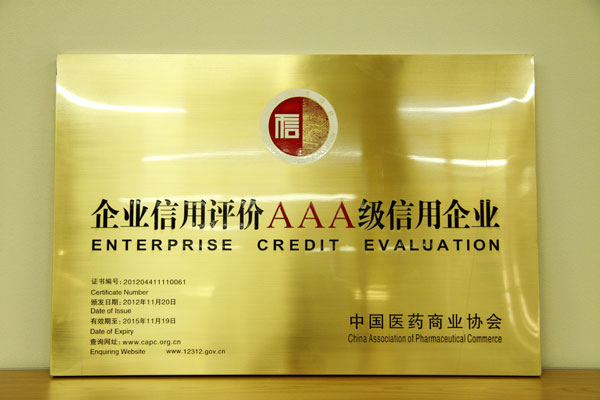 信
企业信用评价AAA级信用企业
ENTERPRISE CREDIT EVALUATION
证书编号：201204411110061
Certificate Number
颁发日期：2012年11月20日
Date of Issue
有效期至：2015年11月19日
Date of Expiry
查询网址：www.capc.org.cn
Enquiring Website www.12312.gov.cn
中国医药商业协会
China Association of Pharmaceutical Commerce